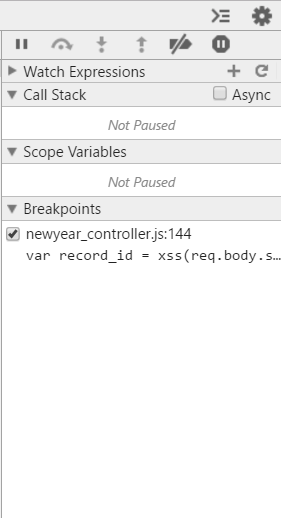 Watch Expressions
Call Stack
Async
Not Paused
Scope Variables
Not Paused
Breakpoints
newyear_controller.js:144
var record_id = xss(req.body.s…